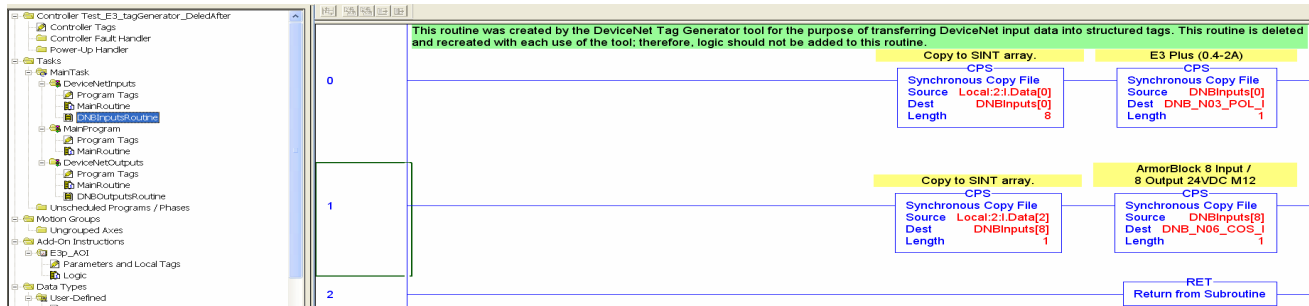 Controller Test_E3_tagGenerator_DeledAfter
Controller Tags
Controller Fault Handler
Power-Up Handler
Tasks
MainTask
DeviceNetInputs
Program Tags
MainRoutine
DNBInputsRoutine
MainProgram
Program Tags
MainRoutine
DeviceNetOutputs
Program Tags
MainRoutine
DNBOutputsRoutine
Unscheduled Programs / Phases
Motion Groups
Ungrouped Axes
Add-On Instructions
E3p_AOI
Parameters and Local Tags
Logic
Data Types
User-Defined
This routine was created by the DeviceNet Tag Generator tool for the purpose of transferring DeviceNet input data into structured tags. This routine is deleted
and recreated with each use of the tool; therefore, logic should not be added to this routine.
0
Copy to SINT array.
CPS
Synchronous Copy File
Source Local:2:I.Data[0]
Dest DNBInputs[0]
Length 8
E3 Plus (0.4-2A)
CPS
Synchronous Copy File
Source DNBInputs[0]
Dest DNB_N03_POL_I
Length 1
1
Copy to SINT array.
CPS
Synchronous Copy File
Source Local:2:I.Data[2]
Dest DNBInputs[8]
Length 1
ArmorBlock 8 Input /
8 Output 24VDC M12
CPS
Synchronous Copy File
Source DNBInputs[8]
Dest DNB_N06_COS_I
Length 1
2
RET
Return from Subroutine